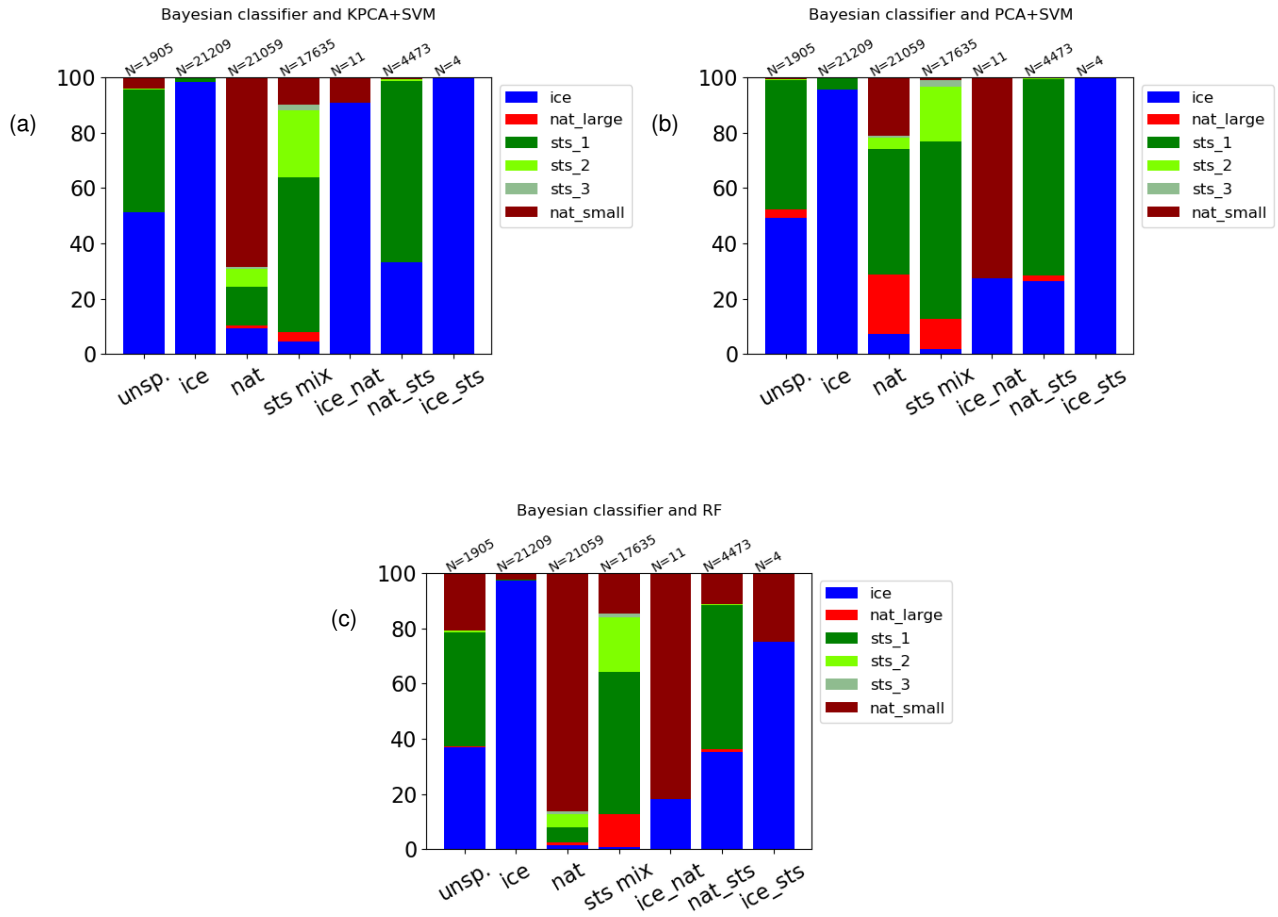 Bayesian classifier and KPCA+SVM
N=1905 N=21209 N=21059 N=17635 N=11 N=4473 N=4
(a)
100
80
60
40
20
0
unsp. ice nat sts mix ice_nat nat_sts ice_sts
ice
nat_large
sts_1
sts_2
sts_3
nat_small
Bayesian classifier and PCA+SVM
N=1905 N=21209 N=21059 N=17635 N=11 N=4473 N=4
(b)
100
80
60
40
20
0
unsp. ice nat sts mix ice_nat nat_sts ice_sts
ice
nat_large
sts_1
sts_2
sts_3
nat_small
Bayesian classifier and RF
N=1905 N=21209 N=21059 N=17635 N=11 N=4473 N=4
(c)
100
80
60
40
20
0
unsp. ice nat sts mix ice_nat nat_sts ice_sts
ice
nat_large
sts_1
sts_2
sts_3
nat_small